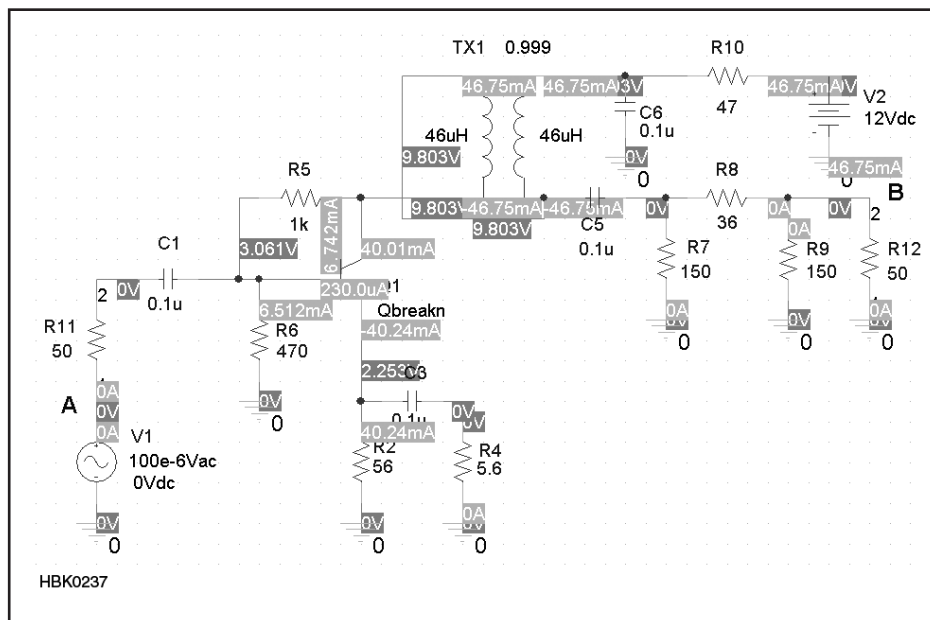 TX1 0.999
R10
46.75mA
46.75mA
3V
46.75mA
V
V2
47
C6
12Vdc
46uH
46uH
0.1u
9.803V
0V
46.75mA
0
0
R5
R8
B
9.803V
-46.75mA
-46.75mA
0V
0A
0V
2
1k
6.742mA
9.803V
C5
36
0A
3.061V
40.01mA
0.1u
C1
R7
R9
R12
2
0V
150
150
50
0.1u
230.0uA
1
6.512mA
Qbreakn
R11
R6
-40.24mA
0A
0V
0V
0V
50
470
0
0
0
2.253V
C3
A
0A
0V
0V
0.1u
0V
0V
0A
0
40.24mA
V1
R2
R4
100e-6Vac
56
5.6
0Vdc
0A
0V
0V
0V
0
0
0
HBK0237